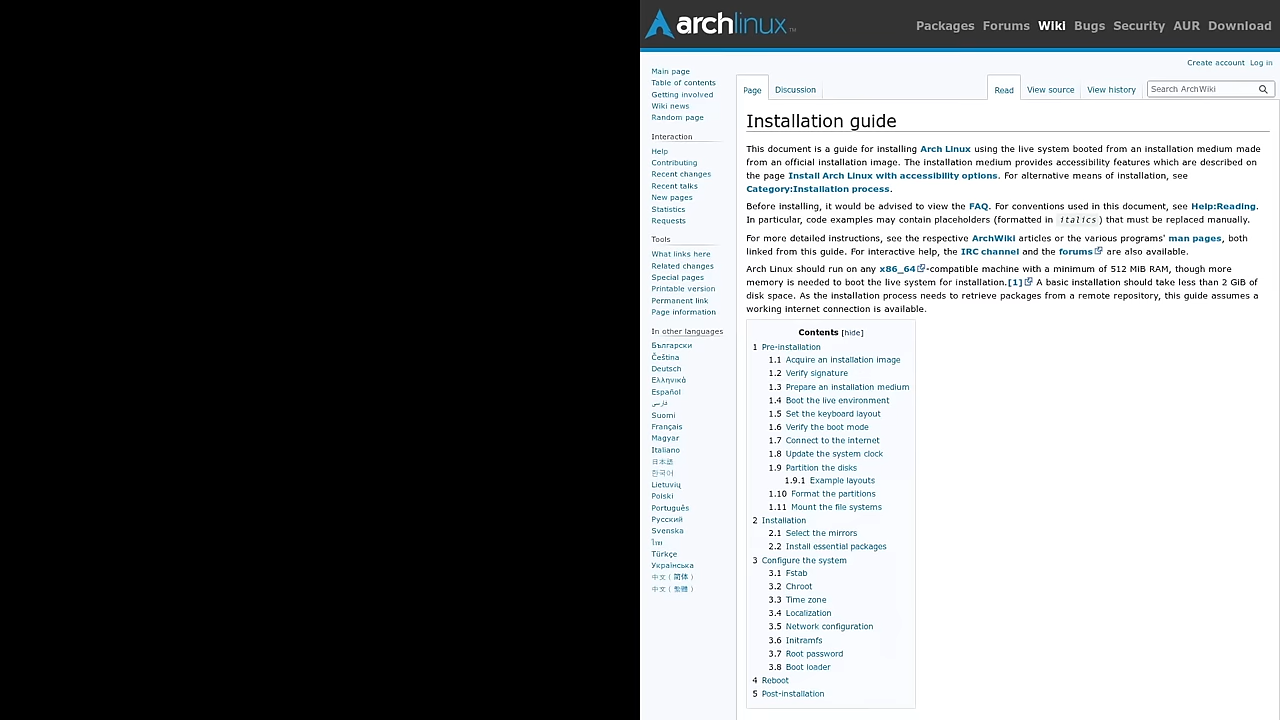 archlinux™
Packages Forums Wiki Bugs Security AUR Download
Create account Log in
Main page
Table of contents
Getting involved
Wiki news
Random page
Interaction
Help
Contributing
Recent changes
Recent talks
New pages
Statistics
Requests
Tools
What links here
Related changes
Special pages
Printable version
Permanent link
Page information
In other languages
Български
Čeština
Deutsch
Ελληνικά
Español
فارسی
Suomi
Français
Magyar
Italiano
日本語
한국어
Lietuvių
Polski
Português
Русский
Svenska
ไทย
Türkçe
Українська
中文（简体）
中文（繁體）
Page Discussion Read View source View history Search ArchWiki
Installation guide
This document is a guide for installing Arch Linux using the live system booted from an installation medium made
from an official installation image. The installation medium provides accessibility features which are described on
the page Install Arch Linux with accessibility options. For alternative means of installation, see
Category:Installation process.
Before installing, it would be advised to view the FAQ. For conventions used in this document, see Help:Reading.
In particular, code examples may contain placeholders (formatted in italics) that must be replaced manually.
For more detailed instructions, see the respective ArchWiki articles or the various programs' man pages, both
linked from this guide. For interactive help, the IRC channel and the forums are also available.
Arch Linux should run on any x86_64-compatible machine with a minimum of 512 MiB RAM, though more
memory is needed to boot the live system for installation.[1] A basic installation should take less than 2 GiB of
disk space. As the installation process needs to retrieve packages from a remote repository, this guide assumes a
working internet connection is available.
Contents [hide]
1 Pre-installation
1.1 Acquire an installation image
1.2 Verify signature
1.3 Prepare an installation medium
1.4 Boot the live environment
1.5 Set the keyboard layout
1.6 Verify the boot mode
1.7 Connect to the internet
1.8 Update the system clock
1.9 Partition the disks
1.9.1 Example layouts
1.10 Format the partitions
1.11 Mount the file systems
2 Installation
2.1 Select the mirrors
2.2 Install essential packages
3 Configure the system
3.1 Fstab
3.2 Chroot
3.3 Time zone
3.4 Localization
3.5 Network configuration
3.6 Initramfs
3.7 Root password
3.8 Boot loader
4 Reboot
5 Post-installation